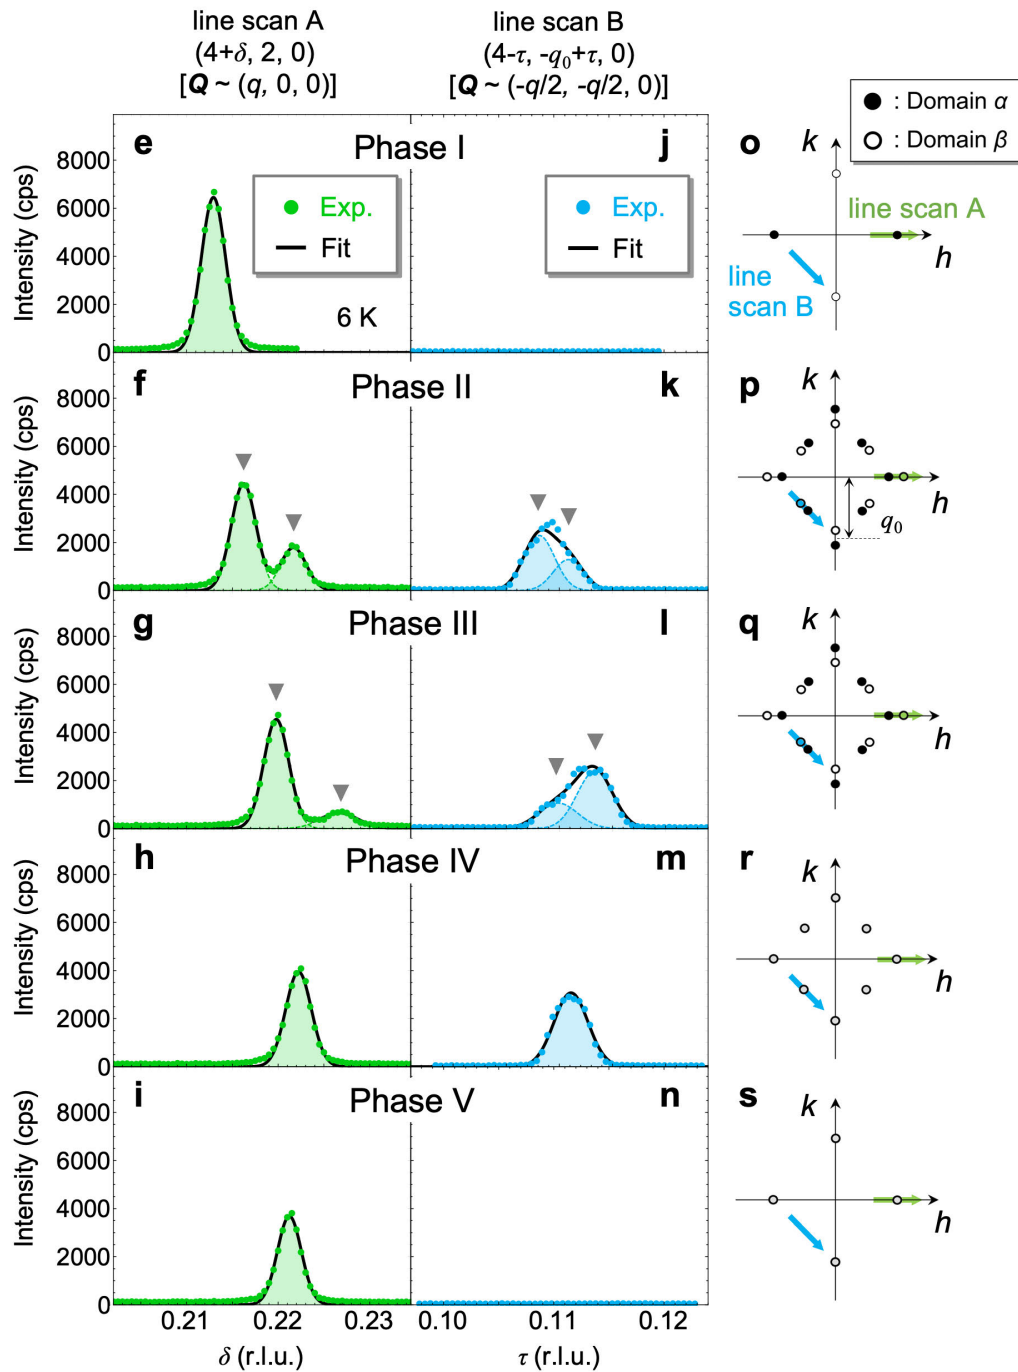 line scan A
(4+δ, 2, 0)
[Q ~ (q, 0, 0)]
line scan B
(4-τ, -q₀+τ, 0)
[Q ~ (-q/2, -q/2, 0)]
● : Domain α
○ : Domain β
Intensity (cps)
8000
6000
4000
2000
0
e
Phase I
Exp.
Fit
6 K
j
Exp.
Fit
o
k
line scan A
h
line
scan B
Intensity (cps)
8000
6000
4000
2000
0
f
Phase II
k
p
k
h
q₀
Intensity (cps)
8000
6000
4000
2000
0
g
Phase III
l
q
k
h
Intensity (cps)
8000
6000
4000
2000
0
h
Phase IV
m
r
k
h
Intensity (cps)
8000
6000
4000
2000
0
i
Phase V
n
s
k
h
0.21 0.22 0.23
0.10 0.111 0.12
δ (r.l.u.)
τ (r.l.u.)